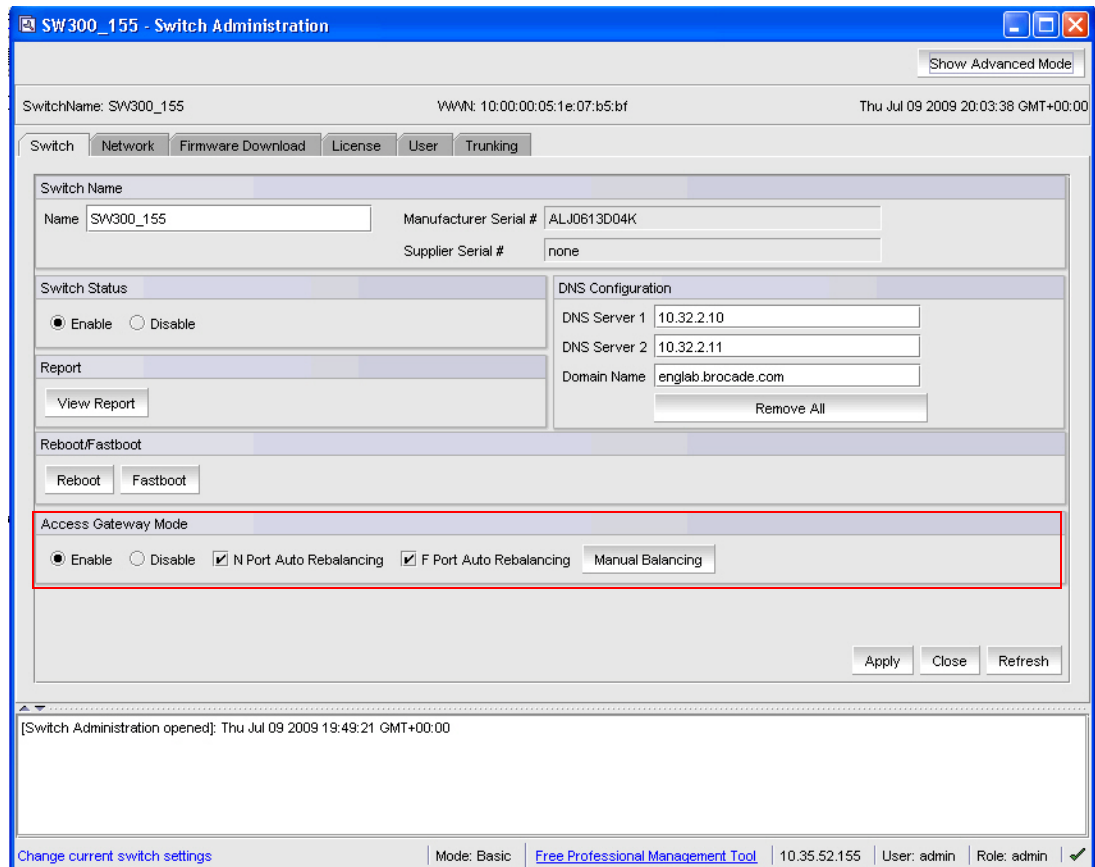 SW300_155 - Switch Administration
Show Advanced Mode
SwitchName: SW300_155 WWN: 10:00:00:05:1e:07:b5:bf Thu Jul 09 2009 20:03:38 GMT+00:00
Switch Network Firmware Download License User Trunking
Switch Name
Name SW300_155 Manufacturer Serial # ALJ0613D04K
Supplier Serial # none
Switch Status
Enable Disable
DNS Configuration
DNS Server 1 10.32.2.10
DNS Server 2 10.32.2.11
Domain Name englab.brocade.com
Remove All
Report
View Report
Reboot/Fastboot
Reboot Fastboot
Access Gateway Mode
Enable Disable N Port Auto Rebalancing F Port Auto Rebalancing Manual Balancing
Apply Close Refresh
[Switch Administration opened]: Thu Jul 09 2009 19:49:21 GMT+00:00
Change current switch settings Mode: Basic Free Professional Management Tool 10.35.52.155 User: admin Role: admin